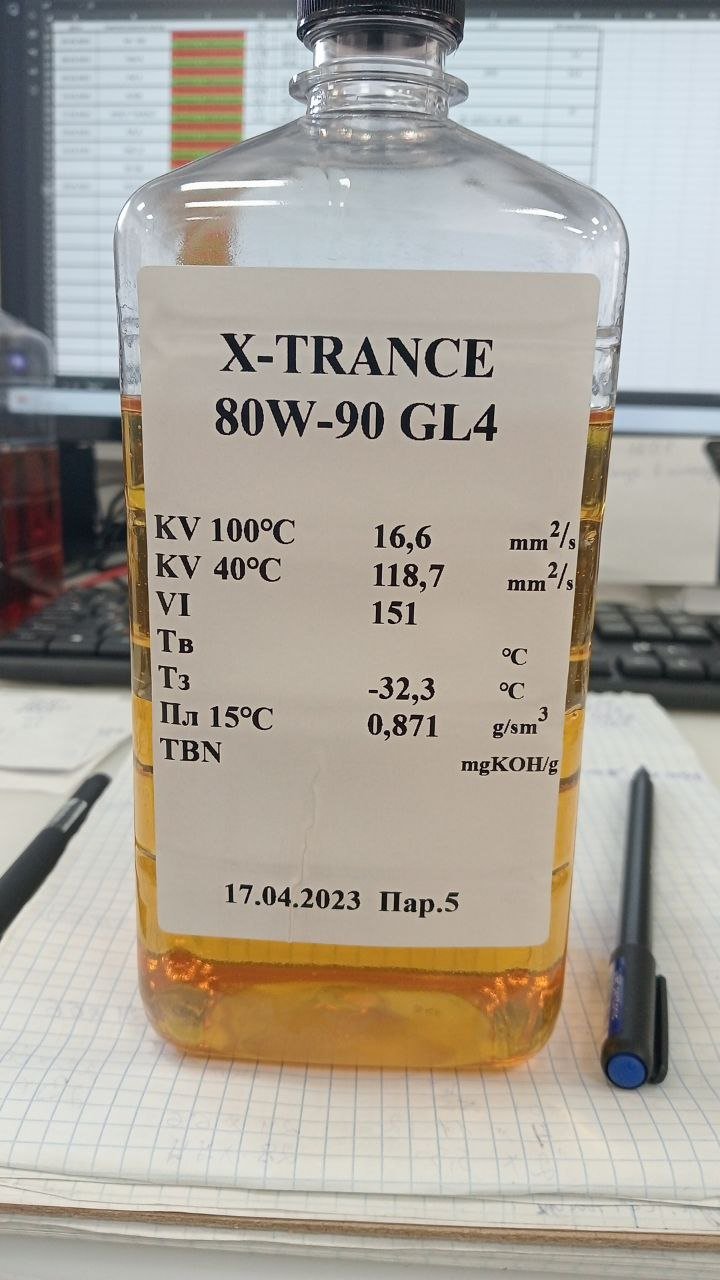 X-TRANCE
80W-90 GL4
KV 100°C 16,6 mm²/s
KV 40°C 118,7 mm²/s
VI 151
Тв °C
Тз -32,3 °C
Пл 15°C 0,871 g/sm³
TBN mgKOH/g
17.04.2023 Пар.5